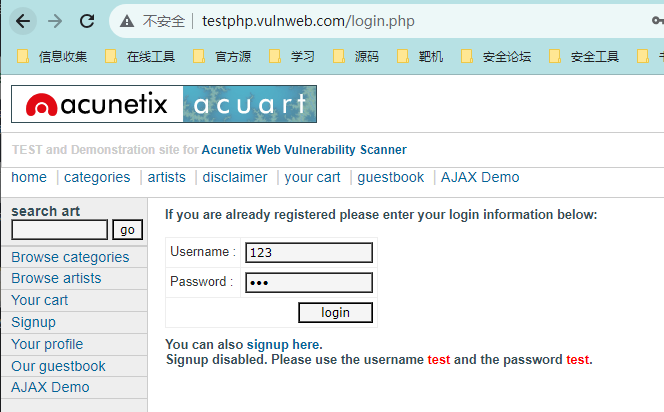 不安全 | testphp.vulnweb.com/login.php
信息收集 在线工具 官方源 学习 源码 靶机 安全论坛 安全工具
acunetix acuart
TEST and Demonstration site for Acunetix Web Vulnerability Scanner
home | categories | artists | disclaimer | your cart | guestbook | AJAX Demo
search art
go
Browse categories
Browse artists
Your cart
Signup
Your profile
Our guestbook
AJAX Demo
If you are already registered please enter your login information below:
Username : 123
Password : •••
login
You can also signup here.
Signup disabled. Please use the username test and the password test.